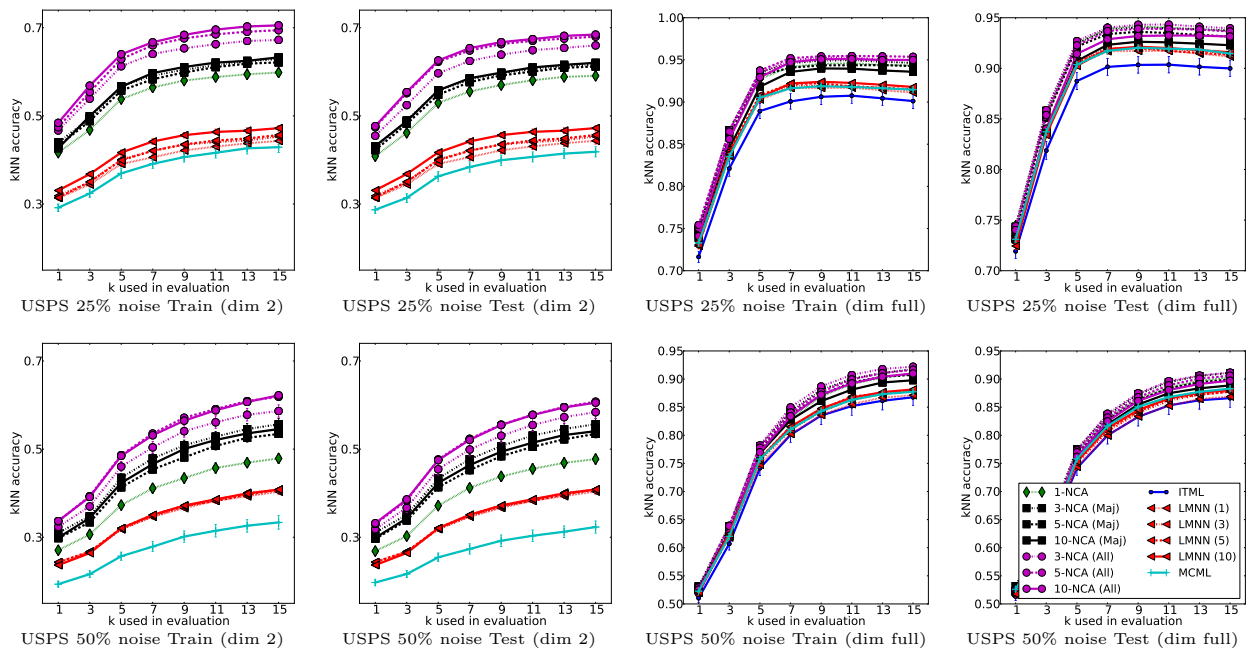 0.7
0.5
0.3
kNN accuracy
1 3 5 7 9 11 13 15
k used in evaluation
USPS 25% noise Train (dim 2)
0.7
0.5
0.3
kNN accuracy
1 3 5 7 9 11 13 15
k used in evaluation
USPS 25% noise Test (dim 2)
1.00
0.95
0.90
0.85
0.80
0.75
0.70
kNN accuracy
1 3 5 7 9 11 13 15
k used in evaluation
USPS 25% noise Train (dim full)
0.95
0.90
0.85
0.80
0.75
0.70
kNN accuracy
1 3 5 7 9 11 13 15
k used in evaluation
USPS 25% noise Test (dim full)
0.7
0.5
0.3
kNN accuracy
1 3 5 7 9 11 13 15
k used in evaluation
USPS 50% noise Train (dim 2)
0.7
0.5
0.3
kNN accuracy
1 3 5 7 9 11 13 15
k used in evaluation
USPS 50% noise Test (dim 2)
0.95
0.90
0.85
0.80
0.75
0.70
0.65
0.60
0.55
0.50
kNN accuracy
1 3 5 7 9 11 13 15
k used in evaluation
USPS 50% noise Train (dim full)
0.95
0.90
0.85
0.80
0.75
0.70
0.65
0.60
0.55
0.50
kNN accuracy
1-NCA
3-NCA (Maj)
5-NCA (Maj)
10-NCA (Maj)
3-NCA (All)
5-NCA (All)
10-NCA (All)
ITML
LMNN (1)
LMNN (3)
LMNN (5)
LMNN (10)
MCML
1 3 5 7 9 11 13 15
k used in evaluation
USPS 50% noise Test (dim full)